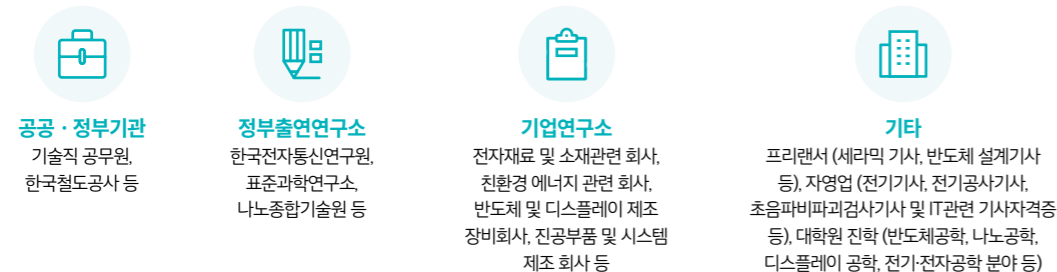 공공 · 정부기관
기술직 공무원,
한국철도공사 등
정부출연연구소
한국전자통신연구원,
표준과학연구소,
나노종합기술원 등
기업연구소
전자재료 및 소재관련 회사,
친환경 에너지 관련 회사,
반도체 및 디스플레이 제조
장비회사, 진공부품 및 시스템
제조 회사 등
기타
프리랜서 (세라믹 기사, 반도체 설계기사
등), 자영업 (전기기사, 전기공사기사,
초음파비파괴검사기사 및 IT관련 기사자격증
등), 대학원 진학 (반도체공학, 나노공학,
디스플레이 공학, 전기·전자공학 분야 등)